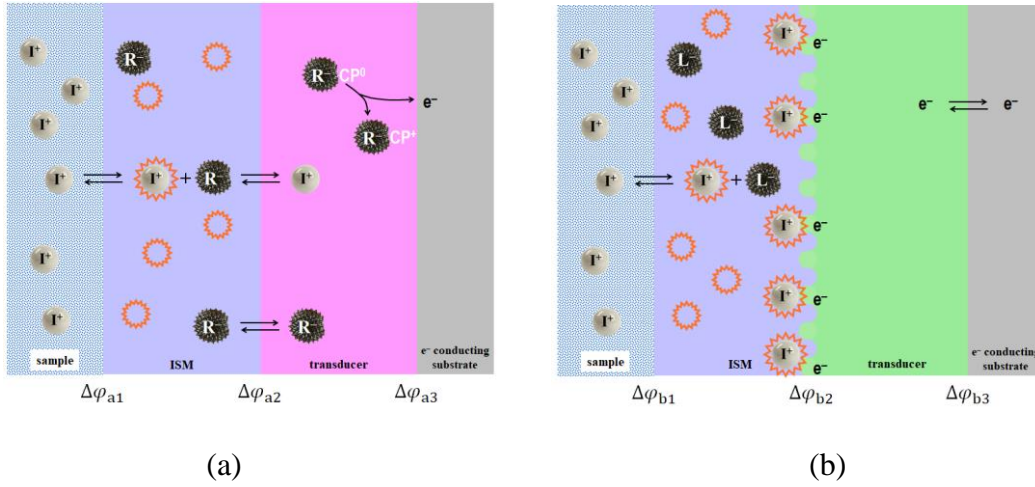 I⁺
R⁻
I⁺
R⁻
CP⁰
I⁺
e⁻
R⁻
CP⁺
I⁺
I⁺
+
R⁻
I⁺
I⁺
I⁺
I⁺
R⁻
R⁻
sample
ISM
transducer
e⁻ conducting
substrate
Δφa1
Δφa2
Δφa3
(a)
I⁺
e⁻
I⁺
L⁻
I⁺
I⁺
L⁻
I⁺
e⁻
e⁻
e⁻
I⁺
I⁺
+
L⁻
I⁺
e⁻
I⁺
I⁺
e⁻
I⁺
I⁺
e⁻
sample
ISM
transducer
e⁻ conducting
substrate
Δφb1
Δφb2
Δφb3
(b)